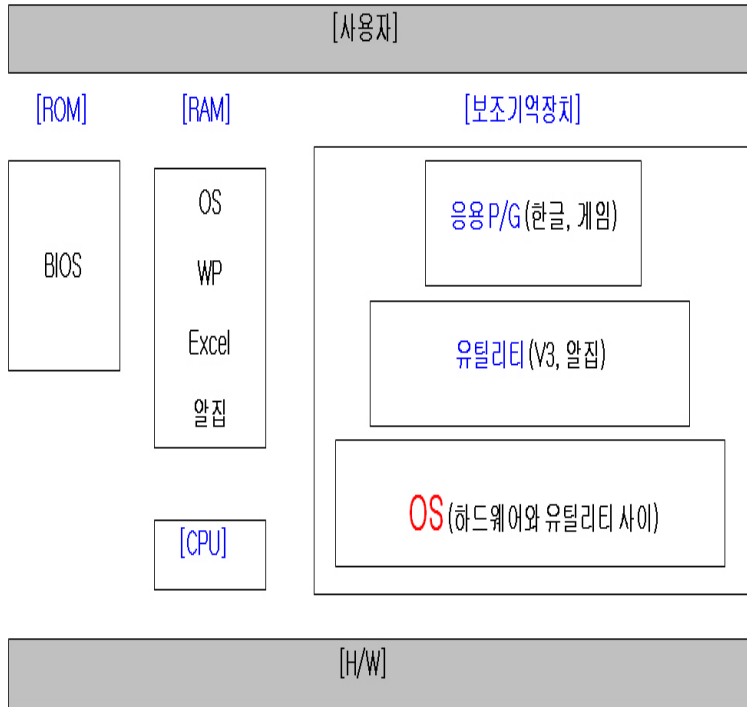 [사용자]
[ROM]
[RAM]
[보조기억장치]
BIOS
OS
WP
Excel
알집
[CPU]
응용P/G(한글, 게임)
유틸리티(V3, 알집)
OS(하드웨어와 유틸리티 사이)
[H/W]